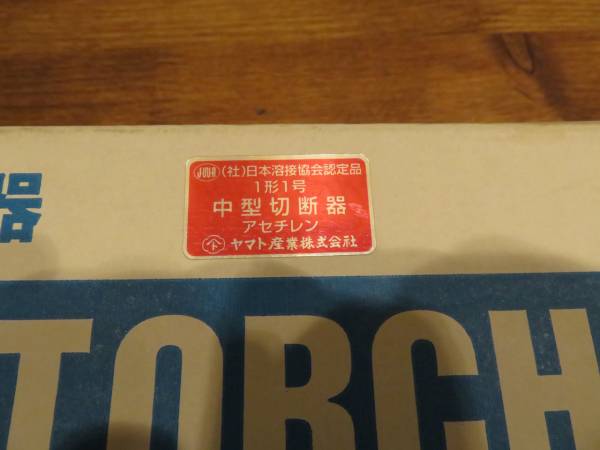 (社)日本溶接協会認定品
1形1号
中型切断器
アセチレン
ヤマト産業株式会社
器
TORCH